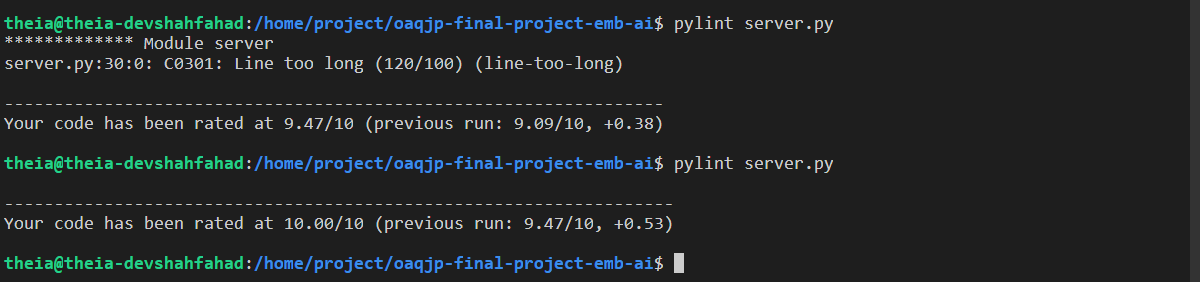 theia@theia-devshahfahad:/home/project/oaqjp-final-project-emb-ai$ pylint server.py
************* Module server
server.py:30:0: C0301: Line too long (120/100) (line-too-long)
------------------------------------------------------------------
Your code has been rated at 9.47/10 (previous run: 9.09/10, +0.38)
theia@theia-devshahfahad:/home/project/oaqjp-final-project-emb-ai$ pylint server.py
-------------------------------------------------------------------
Your code has been rated at 10.00/10 (previous run: 9.47/10, +0.53)
theia@theia-devshahfahad:/home/project/oaqjp-final-project-emb-ai$